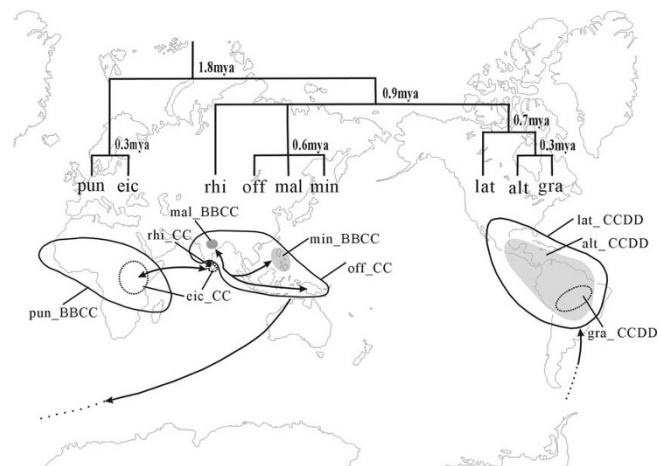 1.8mya
0.9mya
0.7mya
0.3mya 0.6mya 0.3mya
pun eic rhi off mal min lat alt gra
mal_BBCC
rhi_CC
min_BBCC
off_CC
eic_CC
pun_BBCC
lat_CCDD
alt_CCDD
gra_CCDD